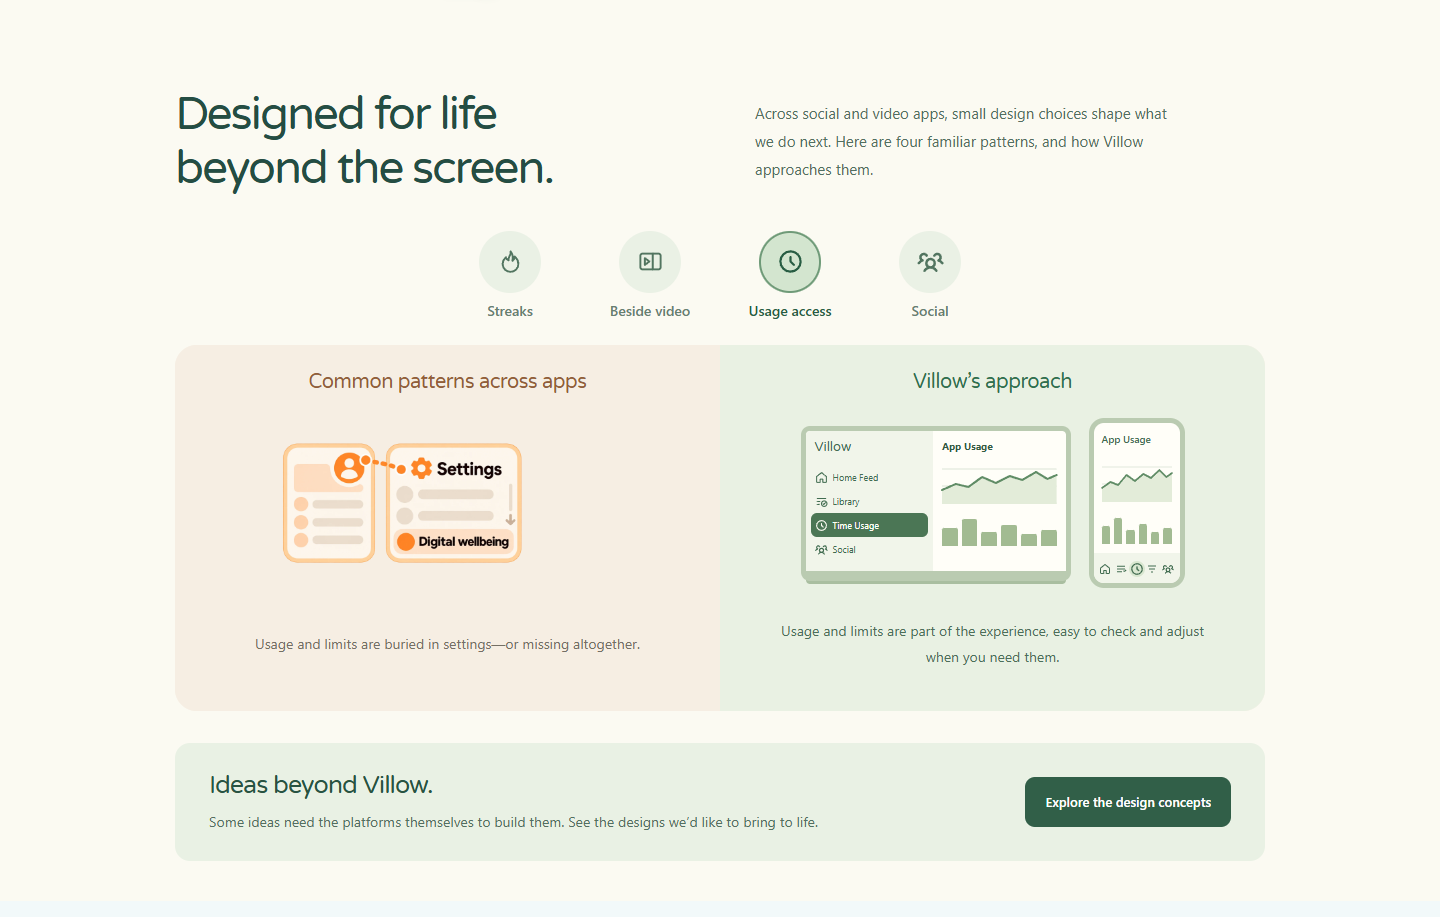 Designed for life
beyond the screen.
Across social and video apps, small design choices shape what
we do next. Here are four familiar patterns, and how Villow
approaches them.
Streaks
Beside video
Usage access
Social
Common patterns across apps
Settings
Digital wellbeing
Usage and limits are buried in settings—or missing altogether.
Villow’s approach
Villow
Home Feed
Library
Time Usage
Social
App Usage
App Usage
Usage and limits are part of the experience, easy to check and adjust
when you need them.
Ideas beyond Villow.
Some ideas need the platforms themselves to build them. See the designs we’d like to bring to life.
Explore the design concepts